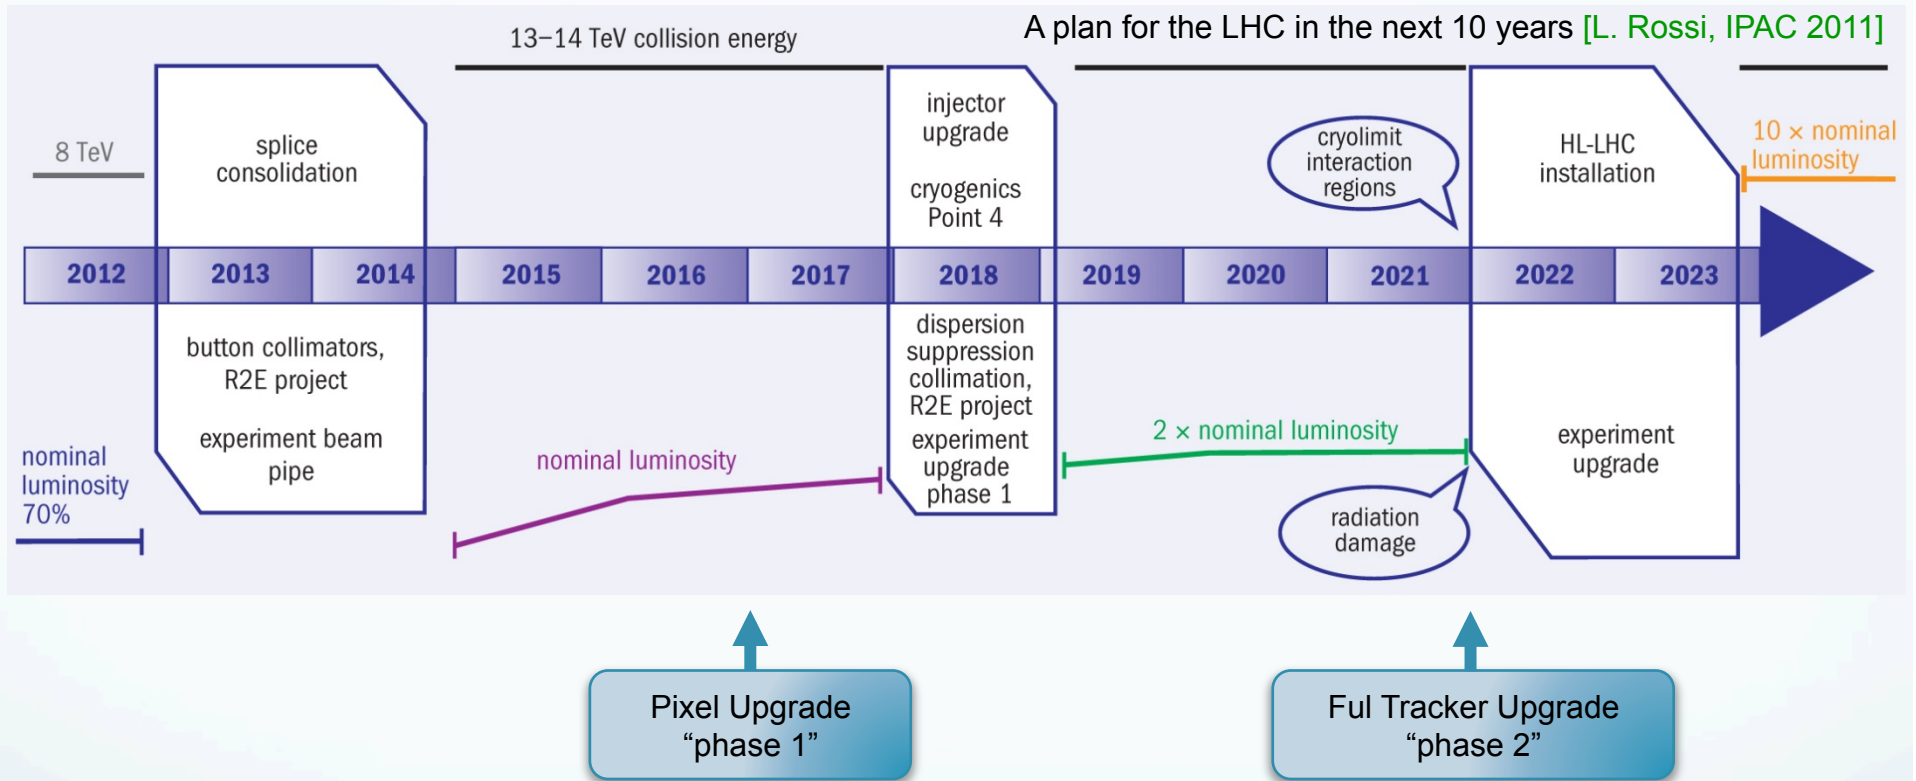 A plan for the LHC in the next 10 years [L. Rossi, IPAC 2011]
13–14 TeV collision energy
8 TeV
splice
consolidation
injector
upgrade
cryogenics
Point 4
cryolimit
interaction
regions
HL-LHC
installation
10 × nominal
luminosity
2012
2013
2014
2015
2016
2017
2018
2019
2020
2021
2022
2023
button collimators,
R2E project
experiment beam
pipe
nominal
luminosity
70%
nominal luminosity
dispersion
suppression
collimation,
R2E project
experiment
upgrade
phase 1
2 × nominal luminosity
radiation
damage
experiment
upgrade
Pixel Upgrade
“phase 1”
Ful Tracker Upgrade
“phase 2”